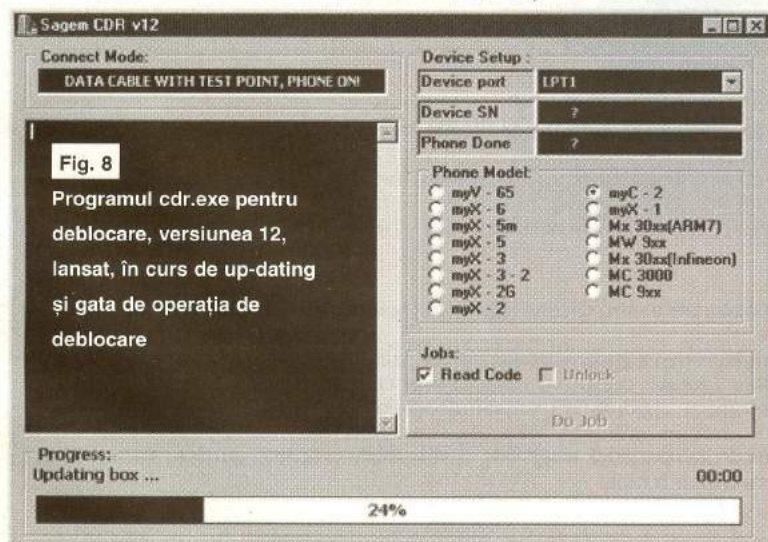 Sagem CDR v12
Connect Mode:
DATA CABLE WITH TEST POINT, PHONE ON!
Fig. 8
Programul cdr.exe pentru
deblocare, versiunea 12,
lansat, în curs de up-dating
și gata de operația de
deblocare
Device Setup :
Device port LPT1
Device SN ?
Phone Done ?
Phone Model:
myV - 65
myX - 6
myX - 5m
myX - 5
myX - 3
myX - 3 - 2
myX - 2G
myX - 2
myC - 2
myX - 1
Mx 30xx(ARM7)
MW 9xx
Mx 30xx(Infineon)
MC 3000
MC 9xx
Jobs:
Read Code Unlock
Do Job
Progress:
Updating box ... 00:00
24%